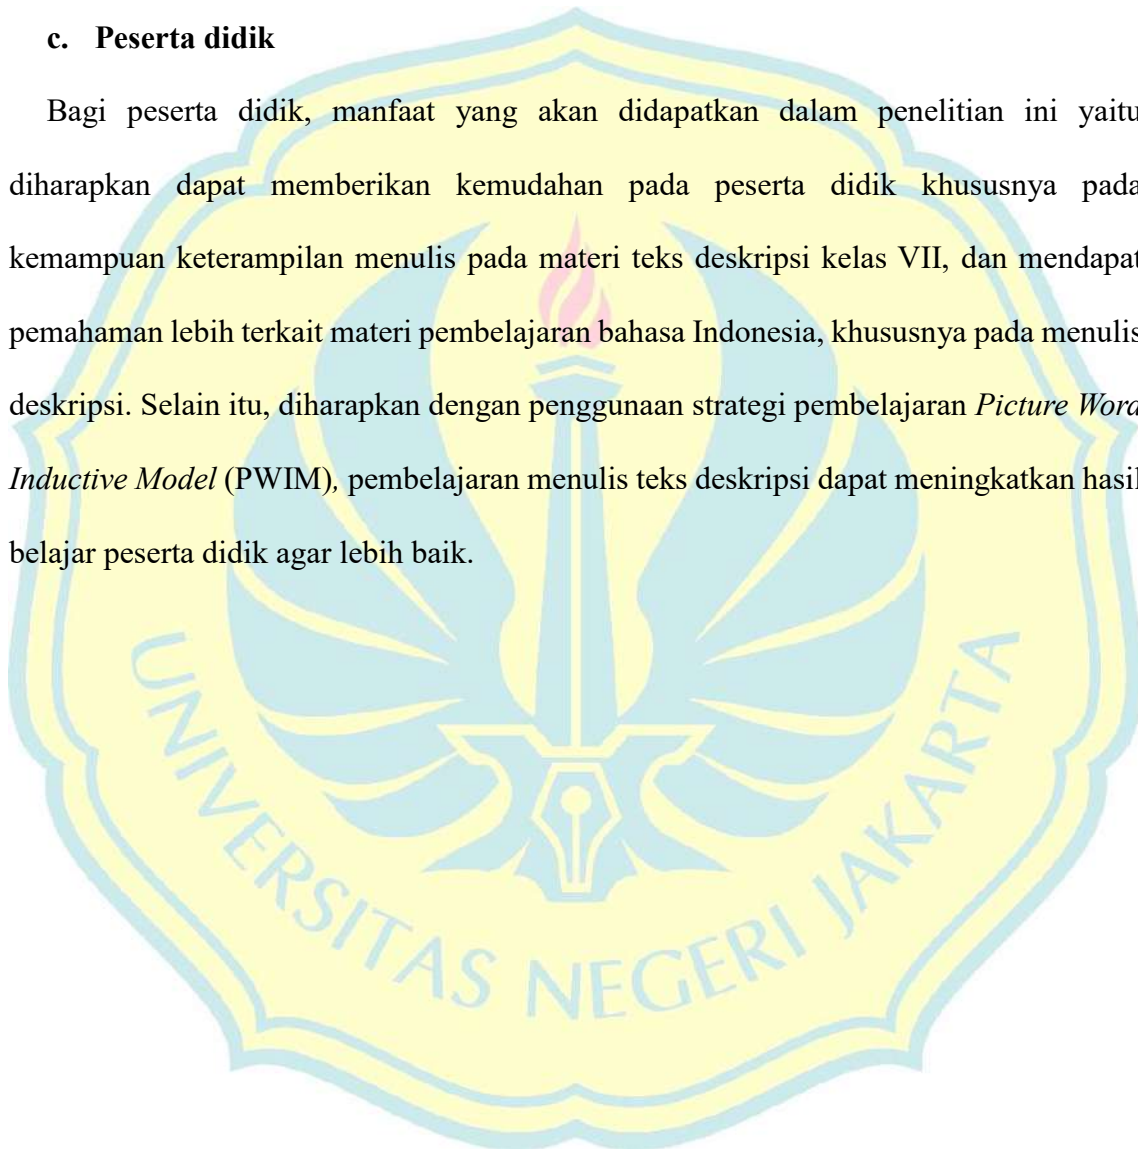 c. Peserta didik
Bagi peserta didik, manfaat yang akan didapatkan dalam penelitian ini yaitu
diharapkan dapat memberikan kemudahan pada peserta didik khususnya pada
kemampuan keterampilan menulis pada materi teks deskripsi kelas VII, dan mendapat
pemahaman lebih terkait materi pembelajaran bahasa Indonesia, khususnya pada menulis
deskripsi. Selain itu, diharapkan dengan penggunaan strategi pembelajaran Picture Word
Inductive Model (PWIM), pembelajaran menulis teks deskripsi dapat meningkatkan hasil
belajar peserta didik agar lebih baik.
UNIVERSITAS NEGERI JAKARTA